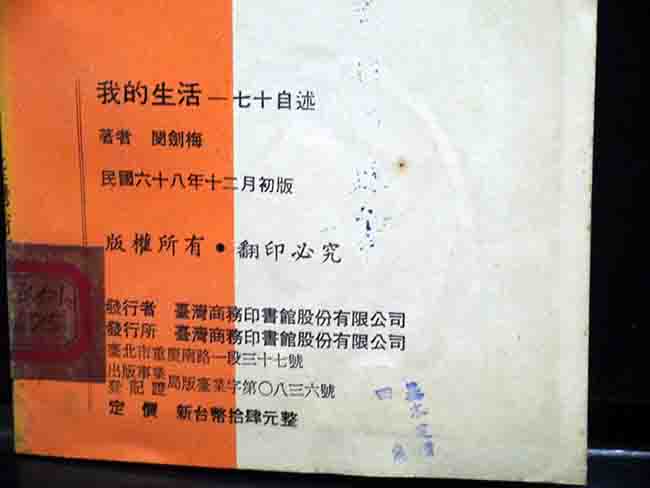 我的生活—七十自述
著者 閔劍梅
民國六十八年十二月初版
版權所有•翻印必究
發行者 臺灣商務印書館股份有限公司
發行所 臺灣商務印書館股份有限公司
臺北市重慶南路一段三十七號
出版事業
登記證 局版臺業字第〇八三六號
定價 新台幣拾肆元整